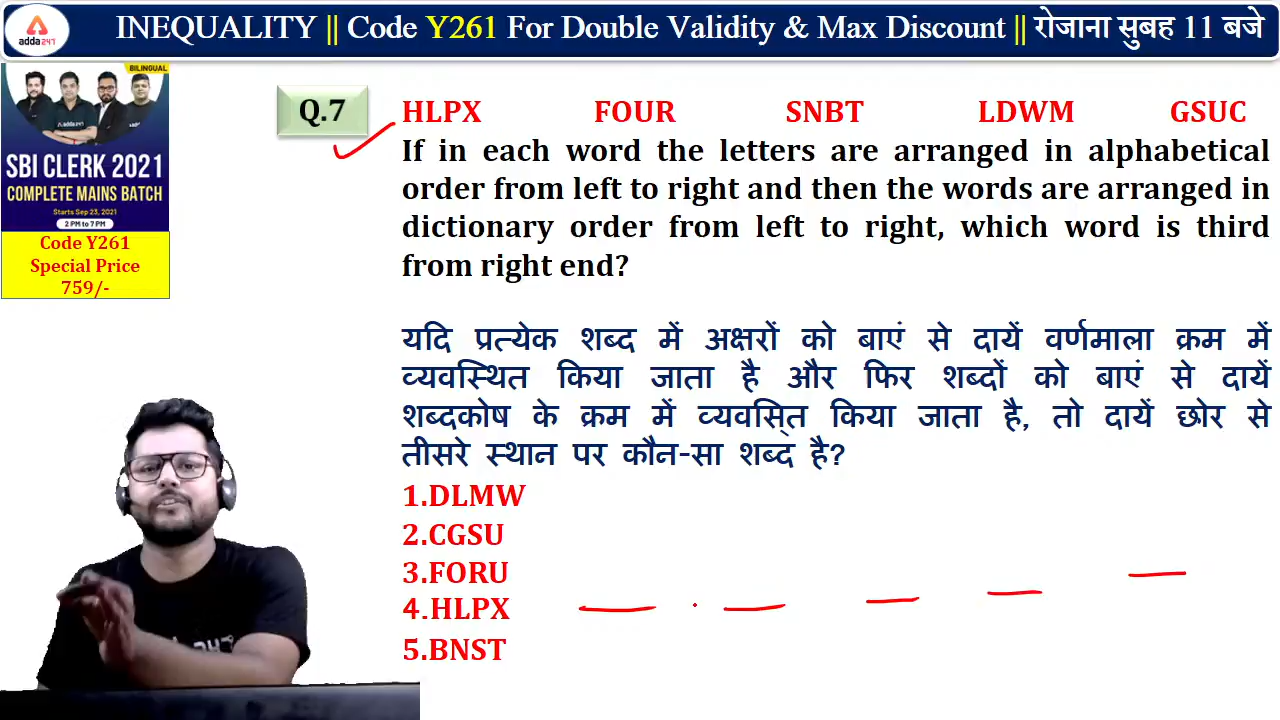 INEQUALITY || Code Y261 For Double Validity & Max Discount || रोजाना सुबह 11 बजे
adda247
BILINGUAL
SBI CLERK 2021
COMPLETE MAINS BATCH
Starts Sep 23, 2021
2 PM to 7 PM
Code Y261
Special Price
759/-
Q.7
HLPX FOUR SNBT LDWM GSUC
If in each word the letters are arranged in alphabetical
order from left to right and then the words are arranged in
dictionary order from left to right, which word is third
from right end?
यदि प्रत्येक शब्द में अक्षरों को बाएं से दायें वर्णमाला क्रम में
व्यवस्थित किया जाता है और फिर शब्दों को बाएं से दायें
शब्दकोष के क्रम में व्यवसि्त किया जाता है, तो दायें छोर से
तीसरे स्थान पर कौन-सा शब्द है?
1.DLMW
2.CGSU
3.FORU
4.HLPX
5.BNST